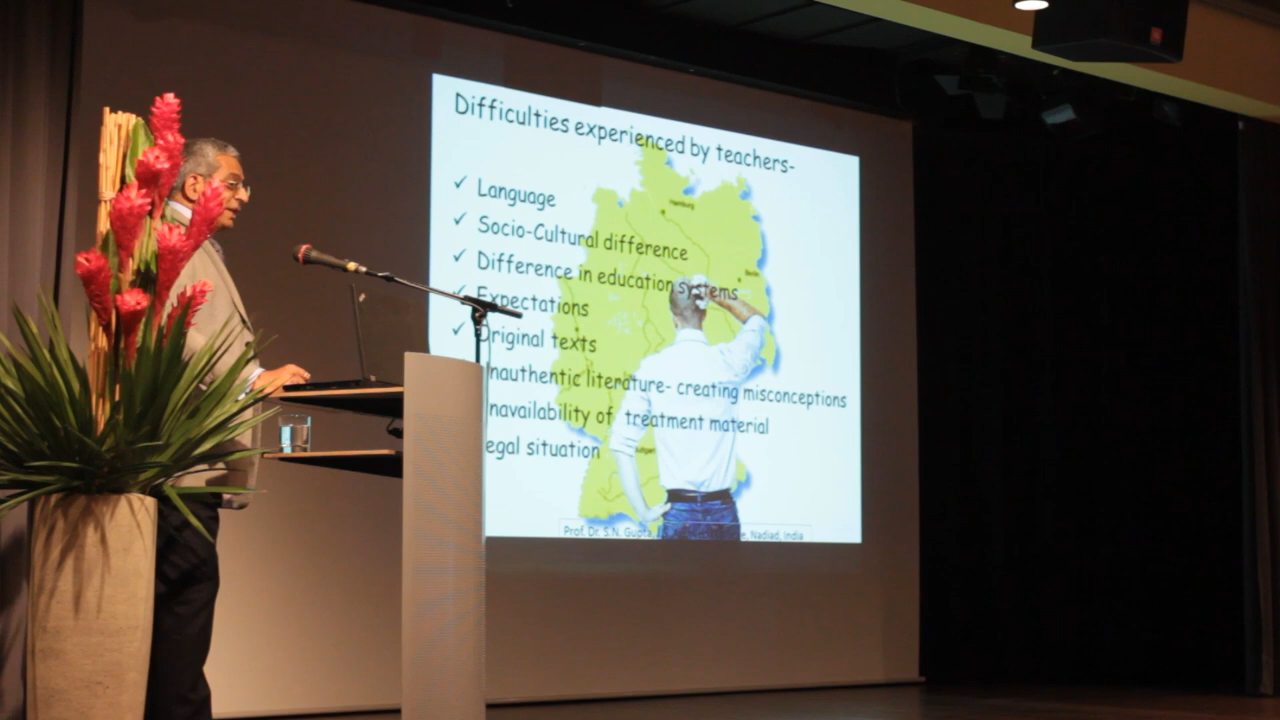 Difficulties experienced by teachers-
✓ Language
Hamburg
✓ Socio-Cultural difference
✓ Difference in education systems
Berlin
✓ Expectations
✓ Original texts
nauthentic literature- creating misconceptions
navailability of treatment material
egal situation
Prof. Dr. S.N. Gupta, e, Nadiad, India